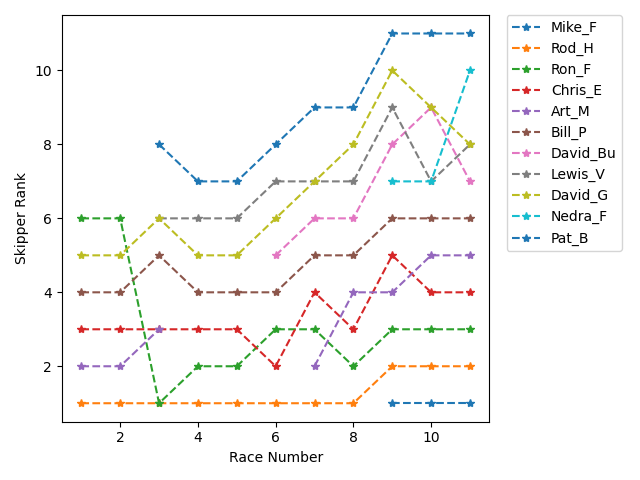 10
8
6
4
2
2
4
6
8
10
Skipper Rank
Race Number
Mike_F
Rod_H
Ron_F
Chris_E
Art_M
Bill_P
David_Bu
Lewis_V
David_G
Nedra_F
Pat_B